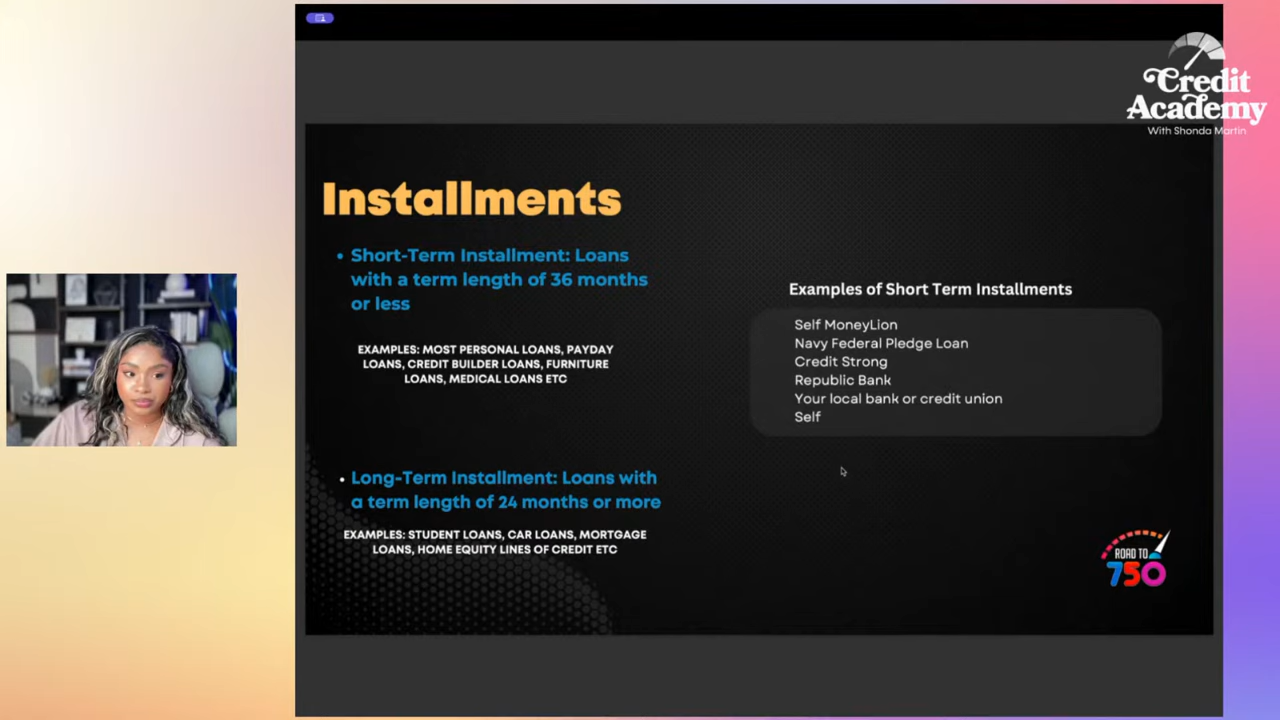 Credit
Academy
With Shonda Martin
Installments
• Short-Term Installment: Loans
with a term length of 36 months
or less
EXAMPLES: MOST PERSONAL LOANS, PAYDAY
LOANS, CREDIT BUILDER LOANS, FURNITURE
LOANS, MEDICAL LOANS ETC
• Long-Term Installment: Loans with
a term length of 24 months or more
EXAMPLES: STUDENT LOANS, CAR LOANS, MORTGAGE
LOANS, HOME EQUITY LINES OF CREDIT ETC
Examples of Short Term Installments
Self MoneyLion
Navy Federal Pledge Loan
Credit Strong
Republic Bank
Your local bank or credit union
Self
ROAD TO
750